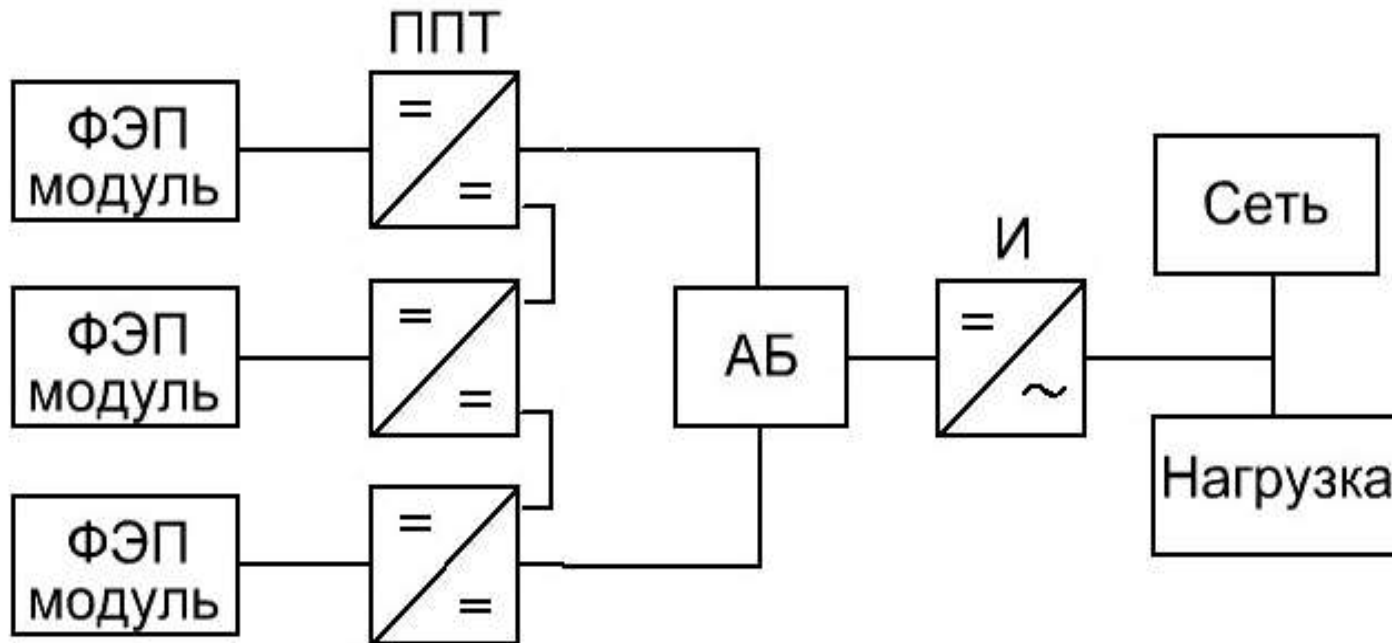 ППТ
ФЭП
модуль
=
=
ФЭП
модуль
=
=
ФЭП
модуль
=
=
АБ
И
=
~
Сеть
Нагрузка